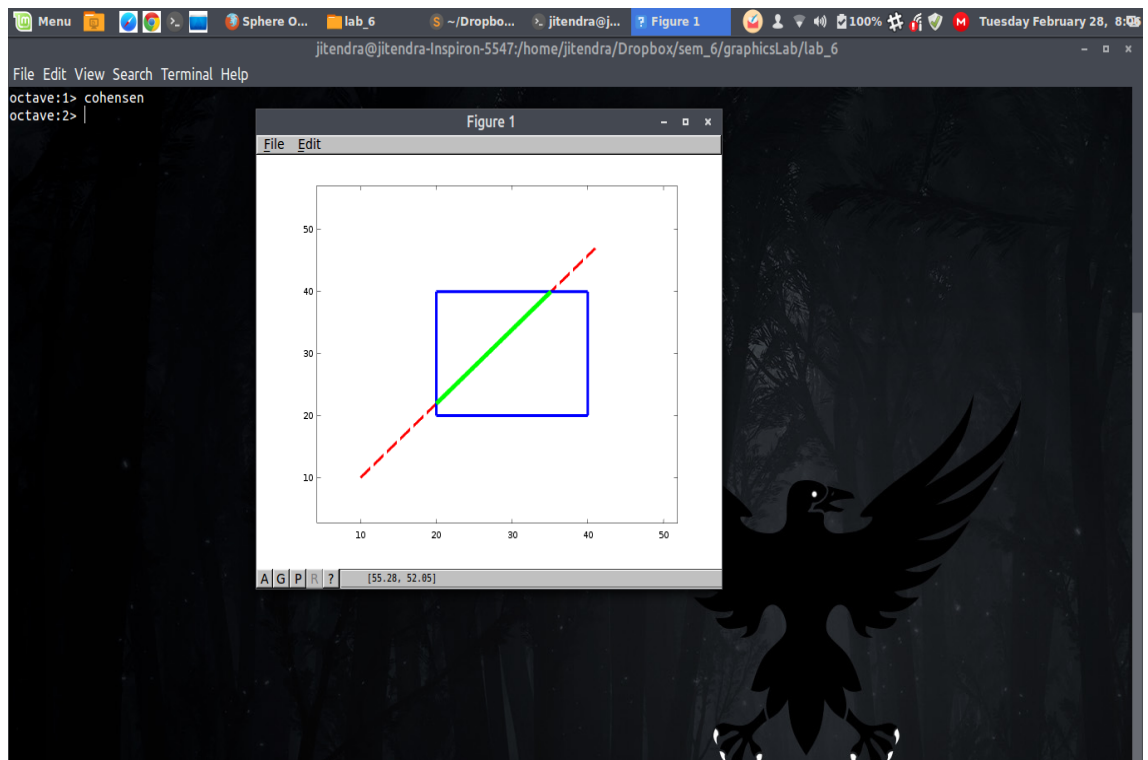 Menu Sphere O... lab_6 S ~/Dropbo... >_ jitendra@j... ? Figure 1 100% M Tuesday February 28, 8:
jitendra@jitendra-Inspiron-5547:/home/jitendra/Dropbox/sem_6/graphicsLab/lab_6
File Edit View Search Terminal Help
octave:1> cohensen
octave:2>
Figure 1
File Edit
50
40
30
20
10
10 20 30 40 50
A G P R ? [55.28, 52.05]